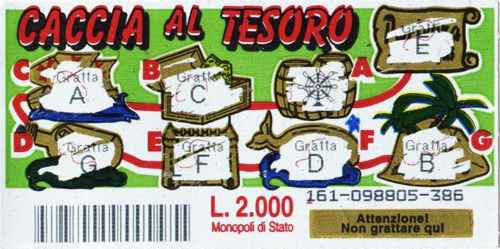 CACCIA AL TESORO
C Gratta A
B Gratta C
A
Gratta E
D Gratta G
E Gratta F
Gratta D F
Gratta B G
L. 2.000
Monopoli di Stato
161-098805-386
Attenzione!
Non grattare qui